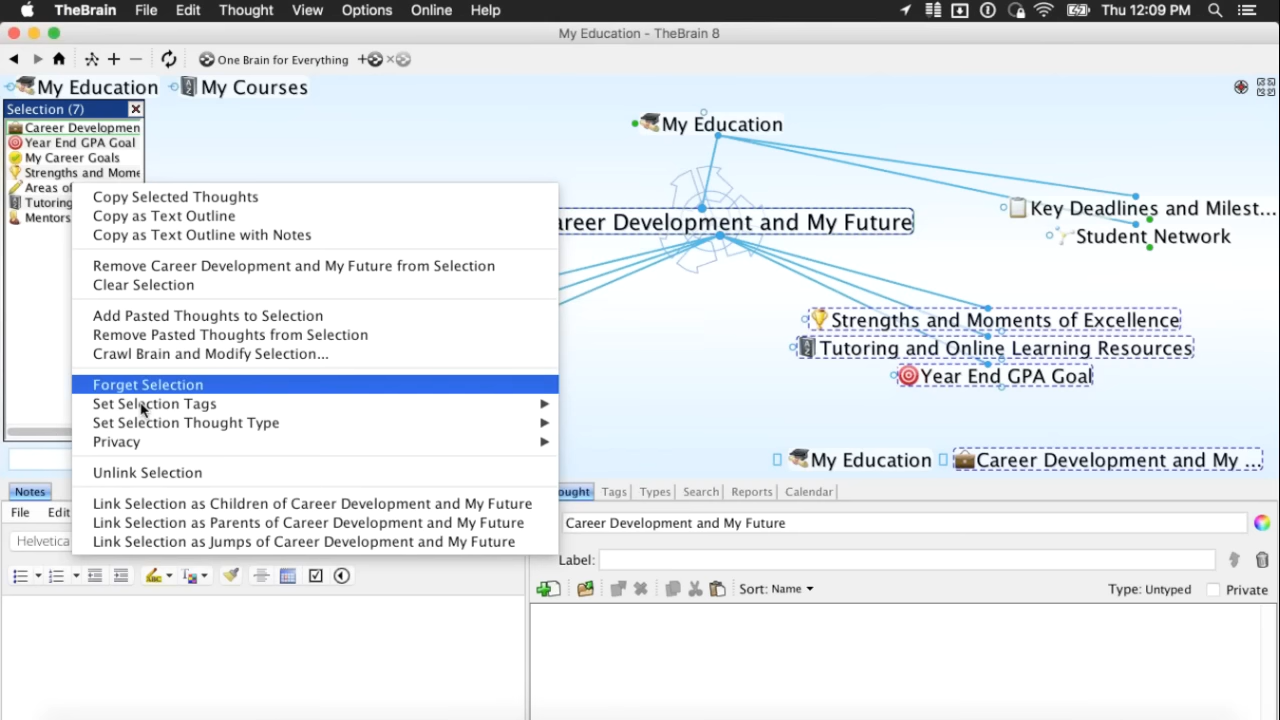 TheBrain File Edit Thought View Options Online Help Thu 12:09 PM
My Education - TheBrain 8
One Brain for Everything
My Education My Courses
Selection (7)
Career Developmen
Year End GPA Goal
My Career Goals
Strengths and Mome
Areas of
Tutoring
Mentors
Copy Selected Thoughts
Copy as Text Outline
Copy as Text Outline with Notes
Remove Career Development and My Future from Selection
Clear Selection
Add Pasted Thoughts to Selection
Remove Pasted Thoughts from Selection
Crawl Brain and Modify Selection...
Forget Selection
Set Selection Tags
Set Selection Thought Type
Privacy
Unlink Selection
Link Selection as Children of Career Development and My Future
Link Selection as Parents of Career Development and My Future
Link Selection as Jumps of Career Development and My Future
My Education
Key Deadlines and Milest...
Student Network
areer Development and My Future
Strengths and Moments of Excellence
Tutoring and Online Learning Resources
Year End GPA Goal
My Education Career Development and My ...
Notes
File Edit
Helvetica
ought Tags Types Search Reports Calendar
Career Development and My Future
Label:
Sort: Name Type: Untyped Private